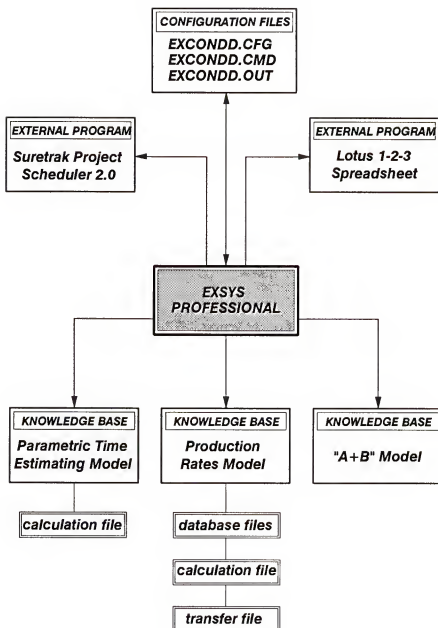 CONFIGURATION FILES
EXCONDD.CFG
EXCONDD.CMD
EXCONDD.OUT
EXTERNAL PROGRAM
Suretrak Project
Scheduler 2.0
EXTERNAL PROGRAM
Lotus 1-2-3
Spreadsheet
EXSYS
PROFESSIONAL
KNOWLEDGE BASE
Parametric Time
Estimating Model
calculation file
KNOWLEDGE BASE
Production
Rates Model
database files
calculation file
transfer file
KNOWLEDGE BASE
"A+B" Model